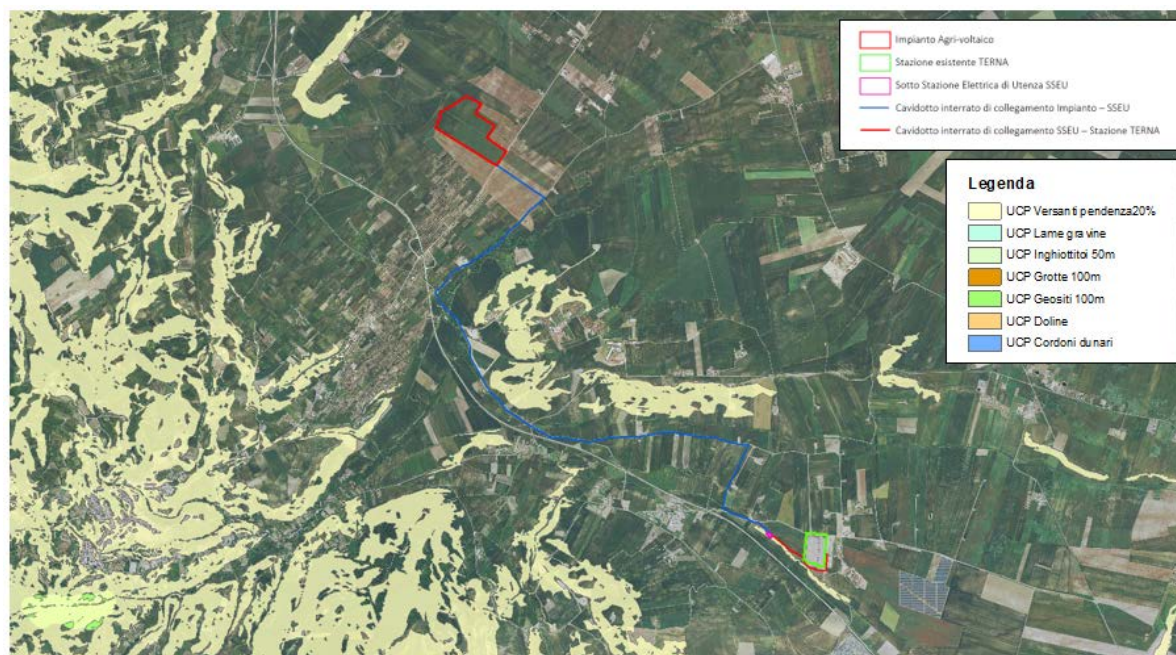 Impianto Agri-voltaico
Stazione esistente TERNA
Sotto Stazione Elettrica di Utenza SSEU
Cavidotto interrato di collegamento Impianto – SSEU
Cavidotto interrato di collegamento SSEU – Stazione TERNA
Legenda
UCP Versanti pendenza20%
UCP Lame gravine
UCP Inghiottitoi 50m
UCP Grotte 100m
UCP Geositi 100m
UCP Doline
UCP Cordoni dunari